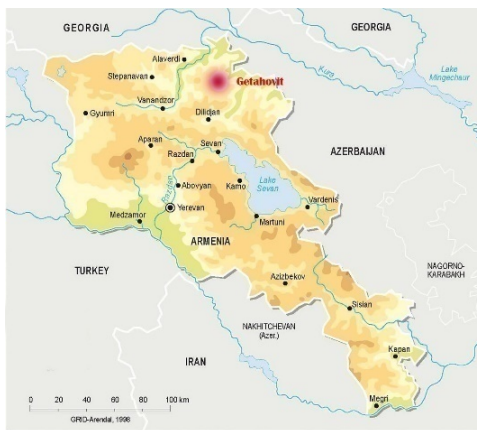 GEORGIA
GEORGIA
Alaverdi
Lake
Mingechaur
Kura
Stepanavan
Getahovit
Vanandzor
Gyumri
Dilidjan
Aparan
Sevan
AZERBAIJAN
Razdan
Razdan
Abovyan
Kamo
Lake
Sevan
Vardenis
Yerevan
Medzamor
Martuni
ARMENIA
TURKEY
NAGORNO-
KARABAKH
Azizbekov
Sisian
NAKHITCHEVAN
(Azer.)
Kapan
IRAN
Megri
0 20 40 60 80 100 km
GRID-Arendal, 1998